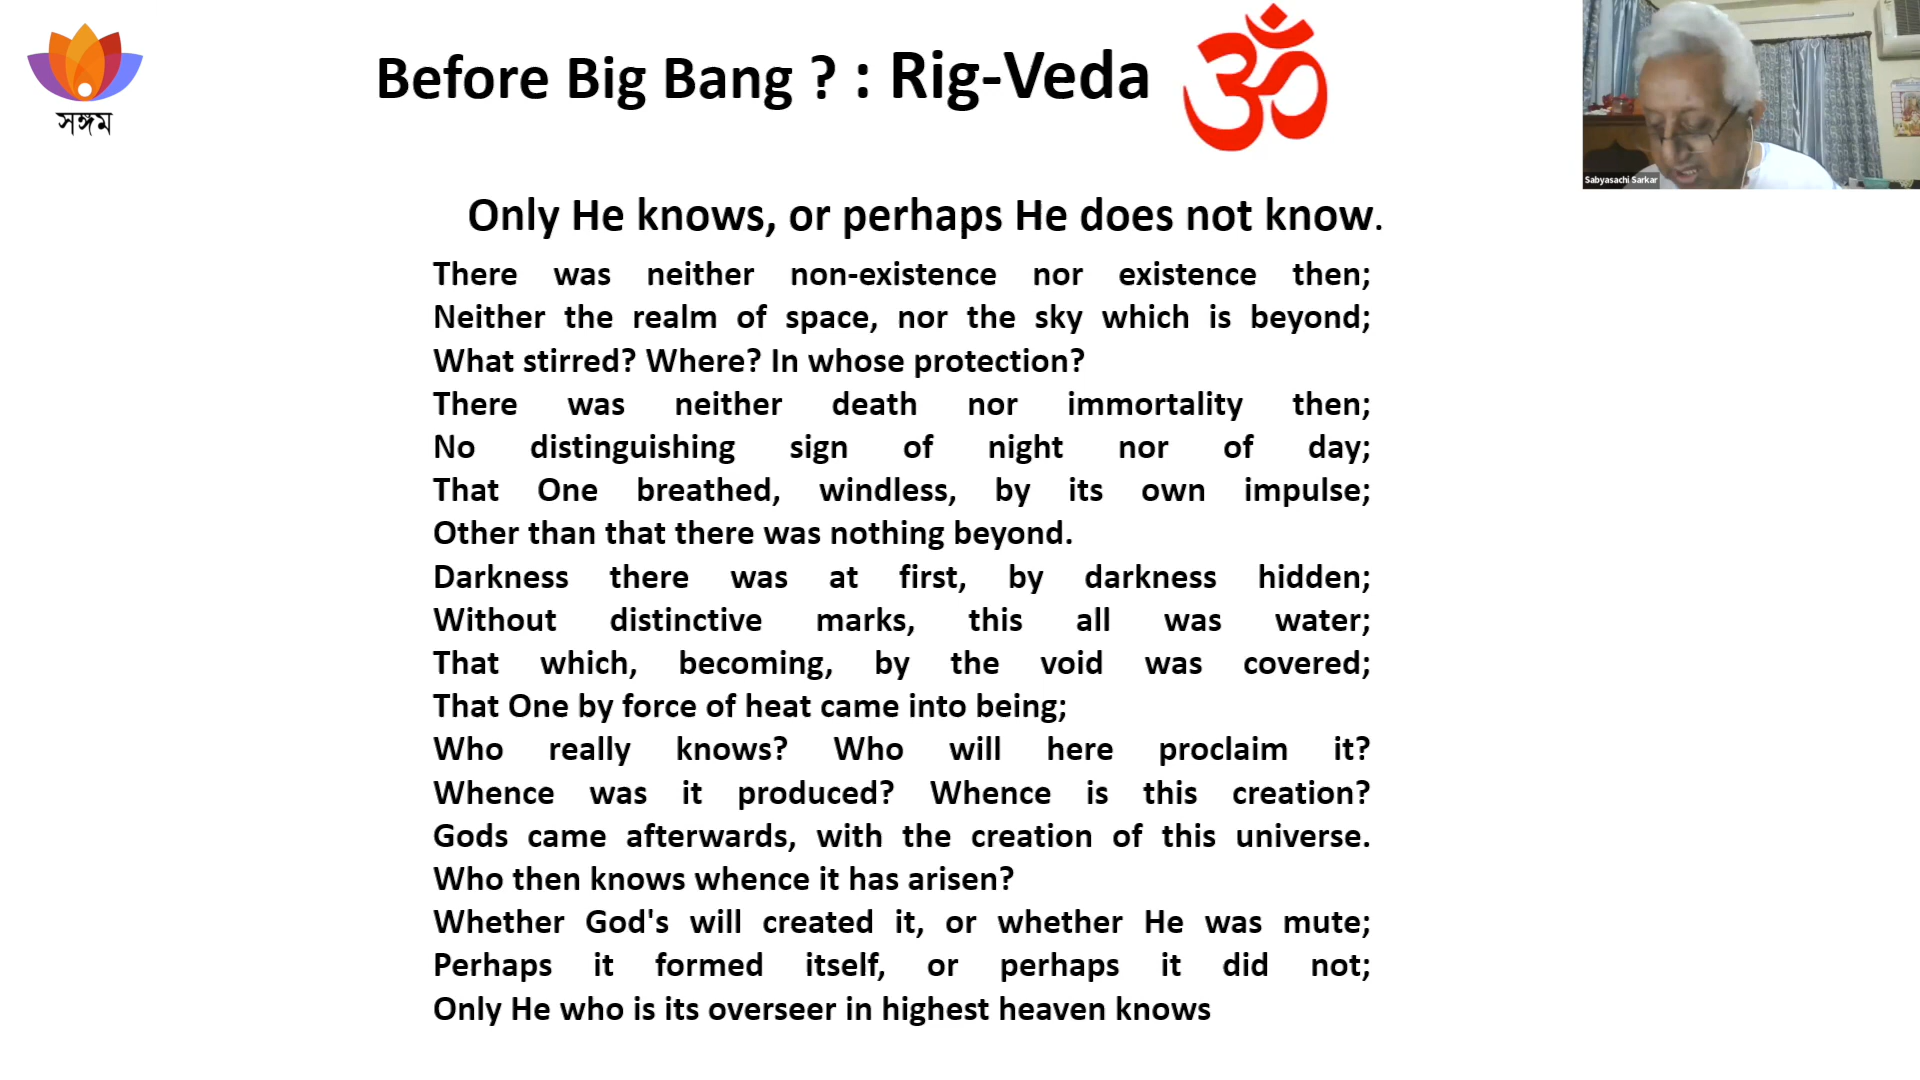 সঙ্গম
Before Big Bang ? : Rig-Veda ॐ
Sabyasachi Sarkar
Only He knows, or perhaps He does not know.
There was neither non-existence nor existence then;
Neither the realm of space, nor the sky which is beyond;
What stirred? Where? In whose protection?
There was neither death nor immortality then;
No distinguishing sign of night nor of day;
That One breathed, windless, by its own impulse;
Other than that there was nothing beyond.
Darkness there was at first, by darkness hidden;
Without distinctive marks, this all was water;
That which, becoming, by the void was covered;
That One by force of heat came into being;
Who really knows? Who will here proclaim it?
Whence was it produced? Whence is this creation?
Gods came afterwards, with the creation of this universe.
Who then knows whence it has arisen?
Whether God's will created it, or whether He was mute;
Perhaps it formed itself, or perhaps it did not;
Only He who is its overseer in highest heaven knows